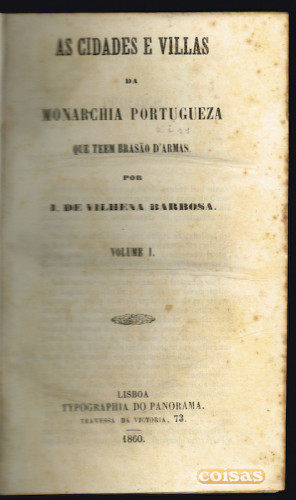 AS CIDADES E VILLAS
DA
MONARCHIA PORTUGUEZA
QUE TEEM BRASÃO D'ARMAS.
POR
I. DE VILHENA BARBOSA.
VOLUME I.
LISBOA
TYPOGRAPHIA DO PANORAMA.
TRAVESSA DA VICTORIA, 73.
1860.
coisas